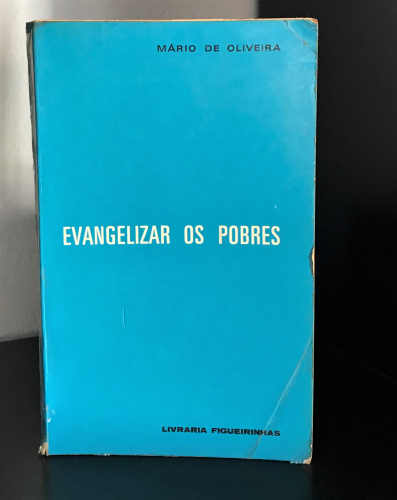 MÁRIO DE OLIVEIRA
EVANGELIZAR OS POBRES
LIVRARIA FIGUEIRINHAS